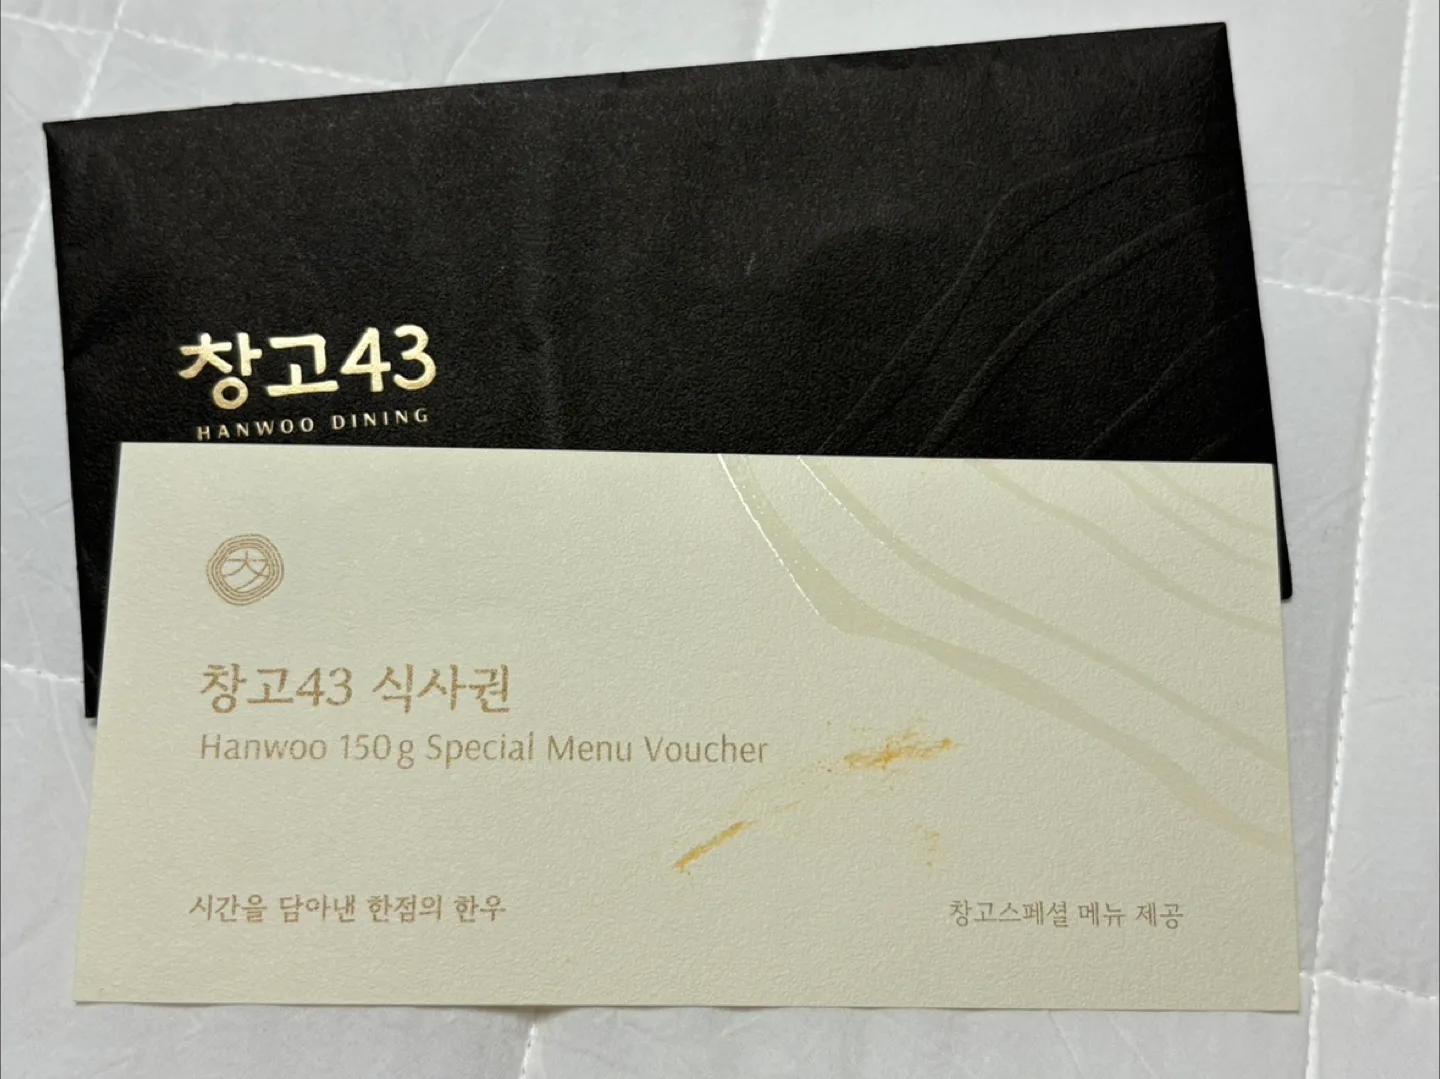 창고43
HANWOO DINING
창고43 식사권
Hanwoo 150g Special Menu Voucher
시간을 담아낸 한점의 한우
창고스페셜 메뉴 제공